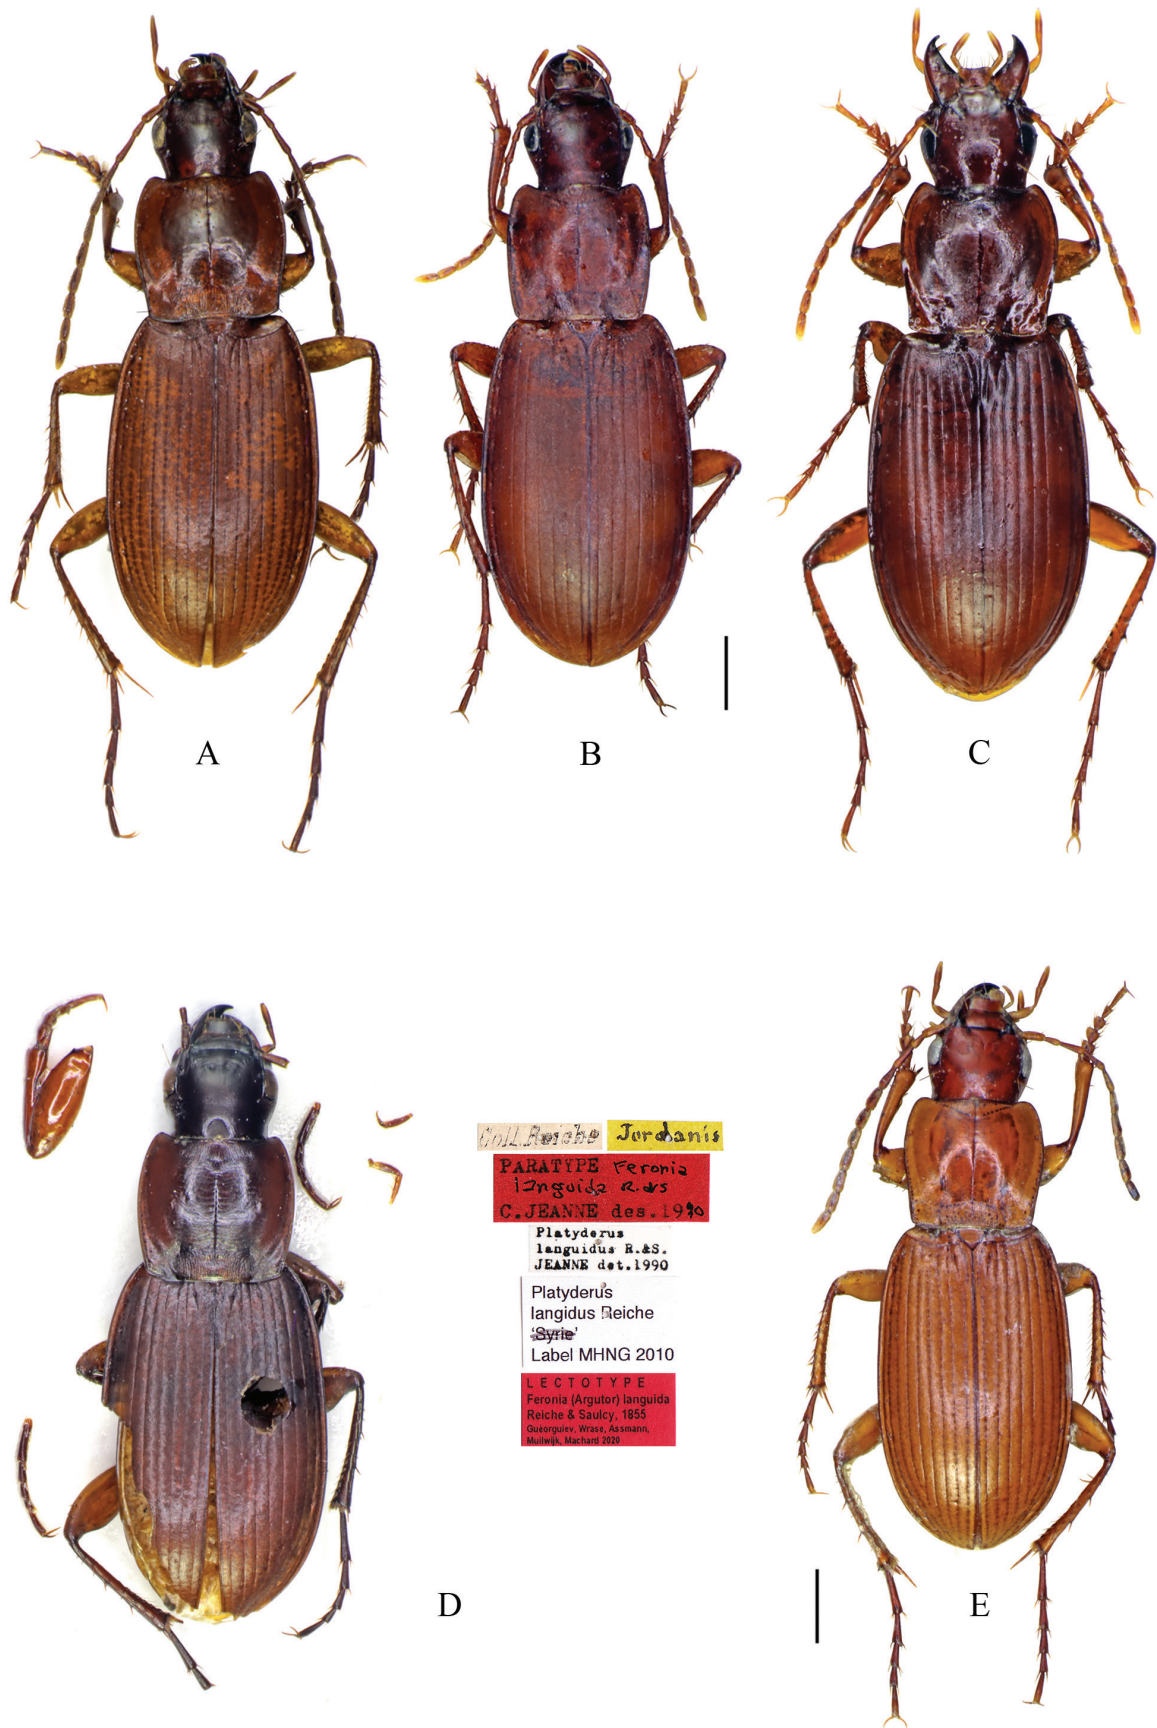 A
B
C
Coll. Reiche
Jordanis
PARATYPE Feronia
languida R. & S
C. JEANNE des. 1990
Platyderus
languidus R.&S.
JEANNE det.1990
Platyderus
langidus Reiche
'Syrie'
Label MHNG 2010
LECTOTYPE
Feronia (Argutor) languida
Reiche & Saulcy, 1855
Guéorguiev, Wrase, Assmann,
Muilwijk, Machard 2020
D
E